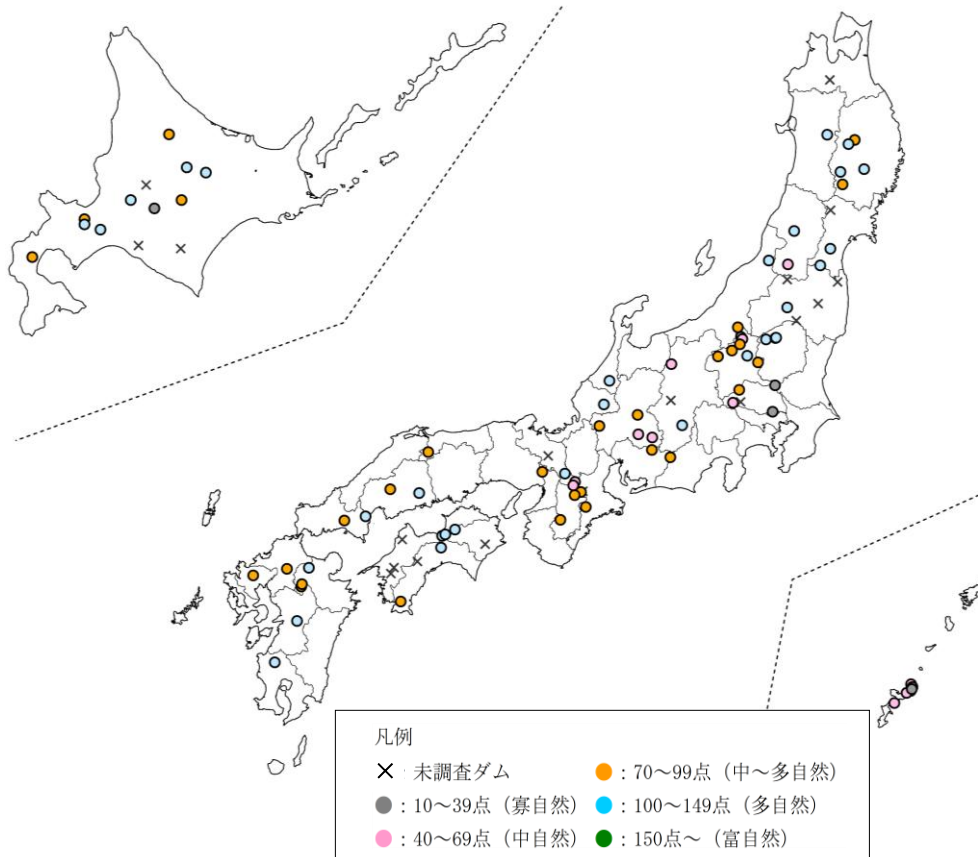 凡例
× 未調査ダム
：70～99点（中～多自然）
：10～39点（寡自然）
：100～149点（多自然）
：40～69点（中自然）
：150点～（富自然）